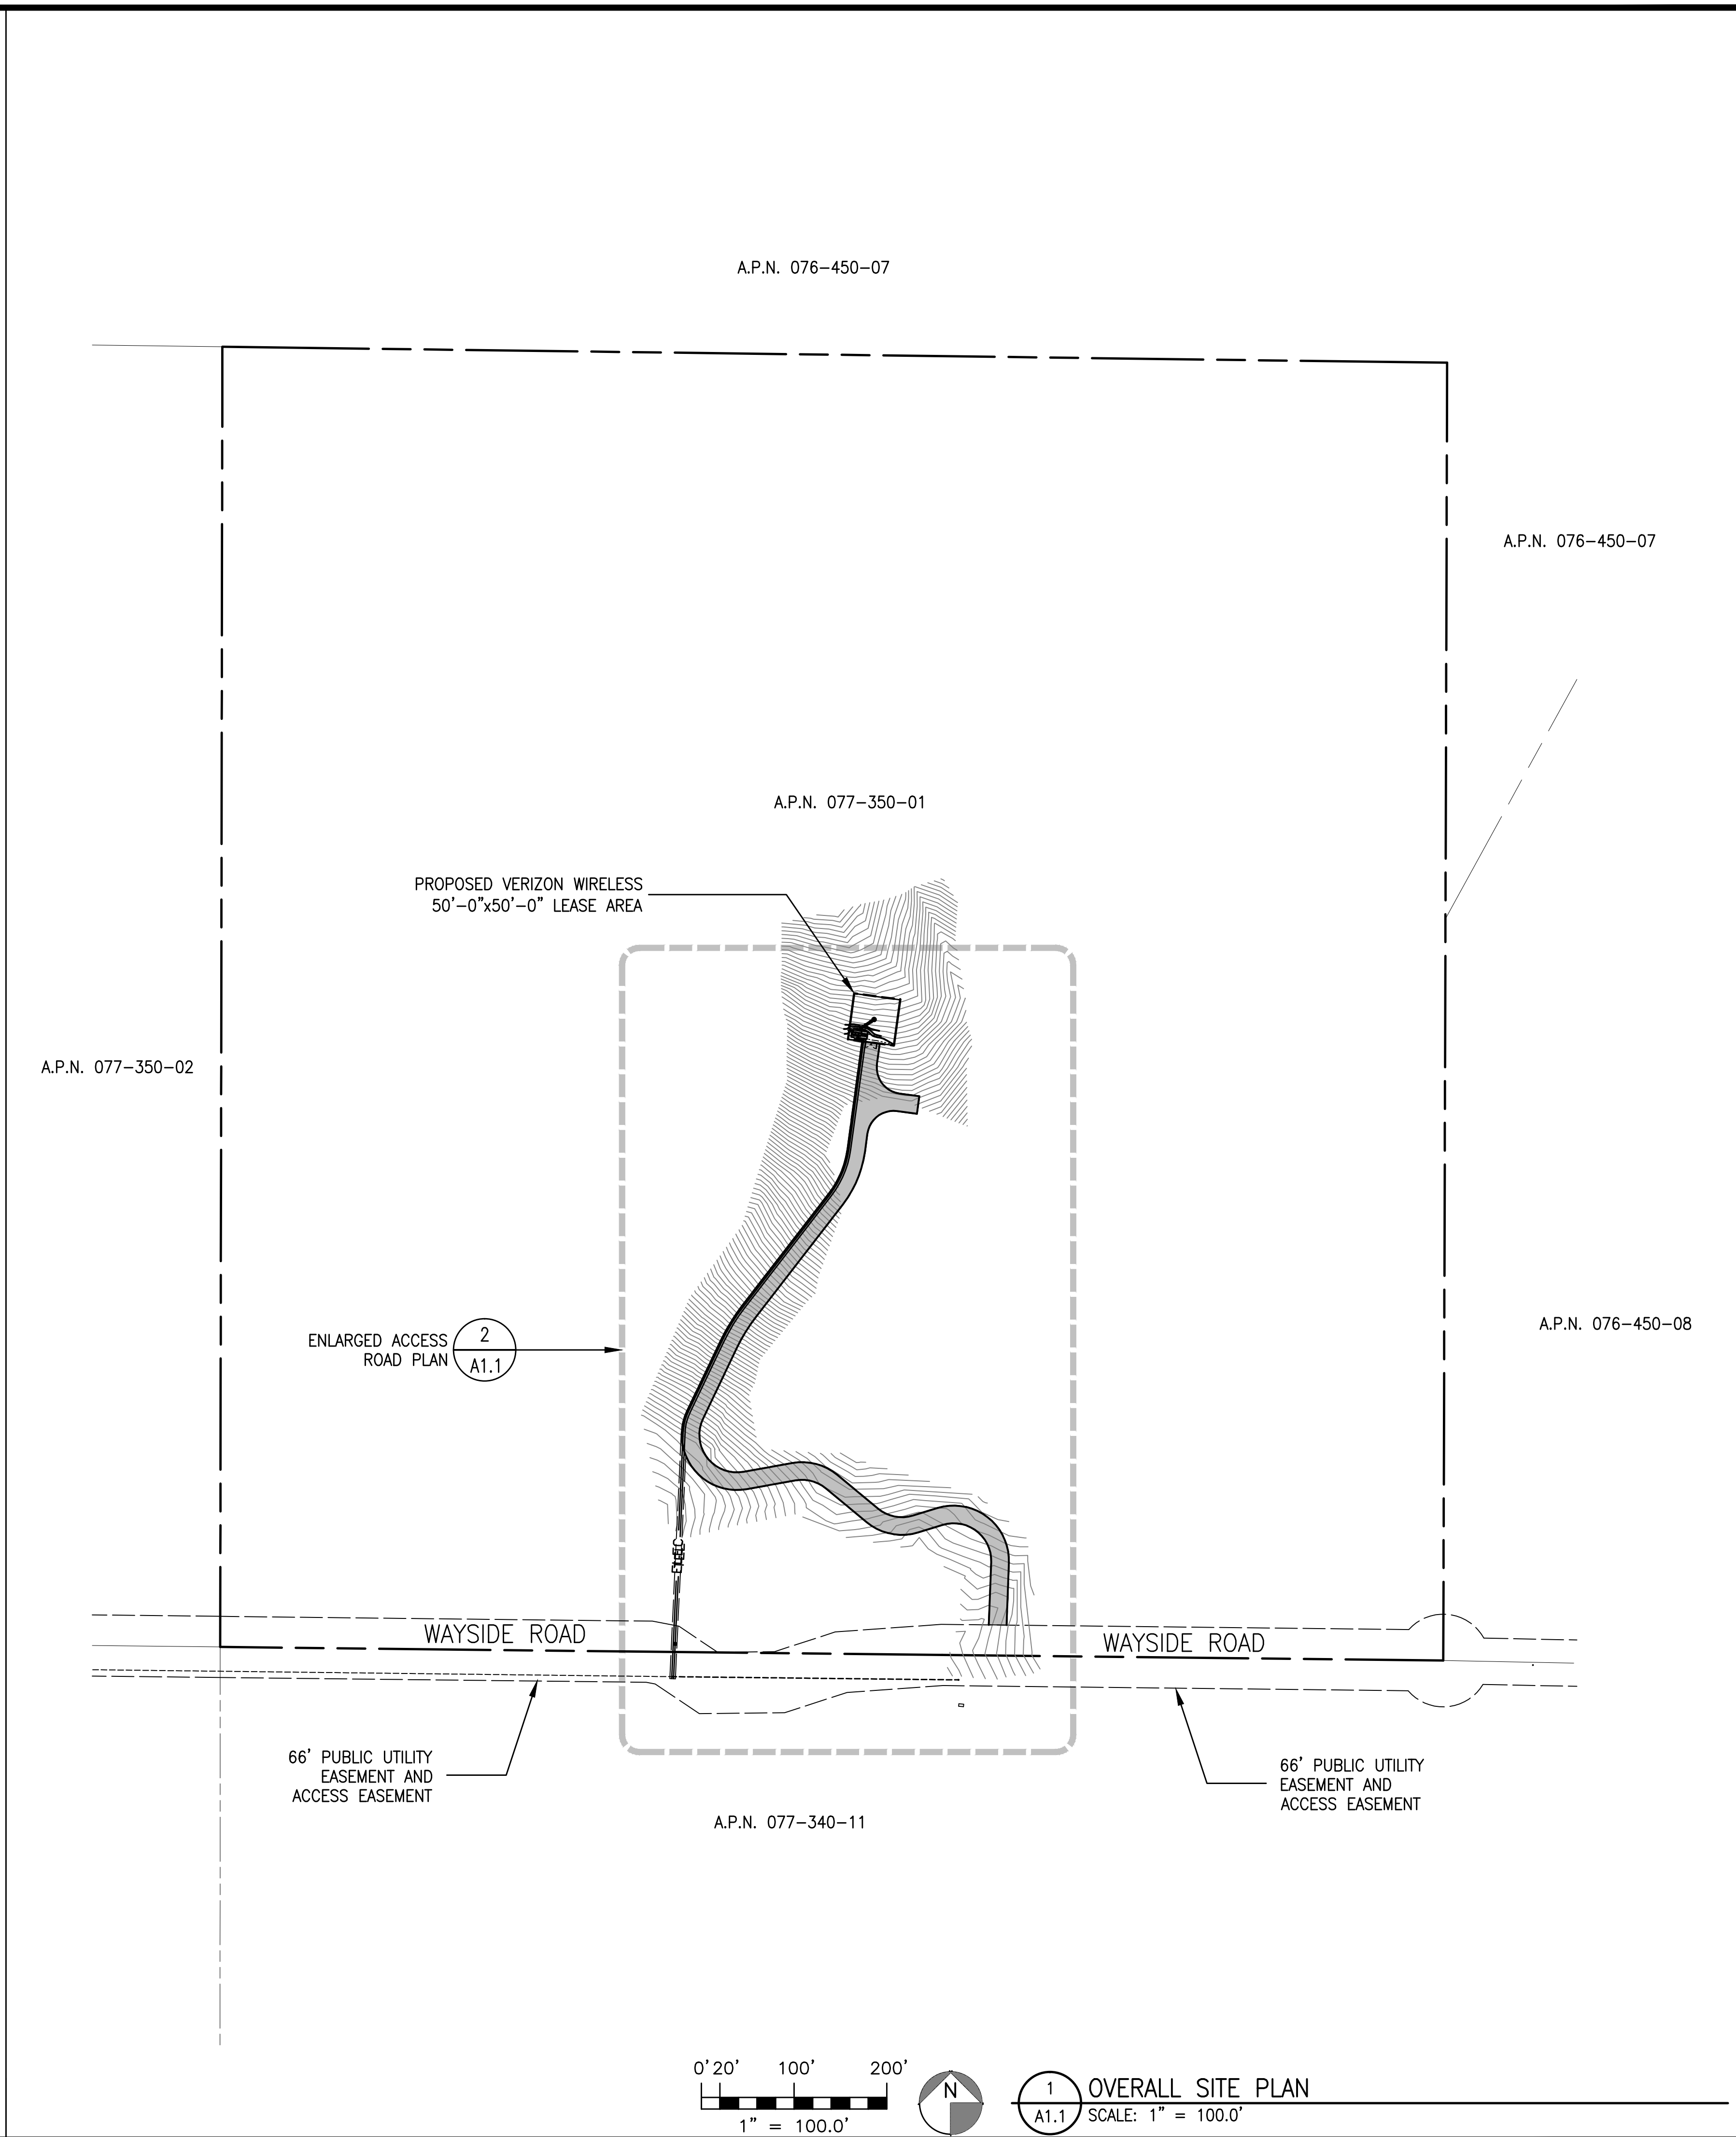 A.P.N. 076-450-07
A.P.N. 076-450-07
A.P.N. 077-350-01
PROPOSED VERIZON WIRELESS
50'-0"x50'-0" LEASE AREA
A.P.N. 077-350-02
A.P.N. 076-450-08
ENLARGED ACCESS
ROAD PLAN
2
A1.1
ELEC
WAYSIDE ROAD
WAYSIDE ROAD
66' PUBLIC UTILITY
EASEMENT AND
ACCESS EASEMENT
66' PUBLIC UTILITY
EASEMENT AND
ACCESS EASEMENT
A.P.N. 077-340-11
0' 20' 100' 200'
1" = 100.0'
N
1
A1.1
OVERALL SITE PLAN
SCALE: 1" = 100.0'